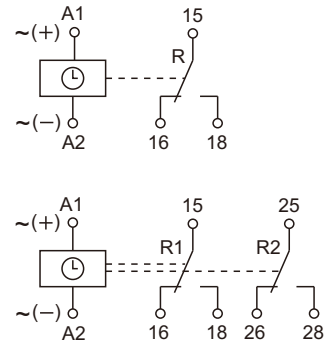 A1 15
~(+)
R
~(−)
A2 16 18
A1 15 25
~(+)
R1 R2
~(−)
A2 16 18 26 28